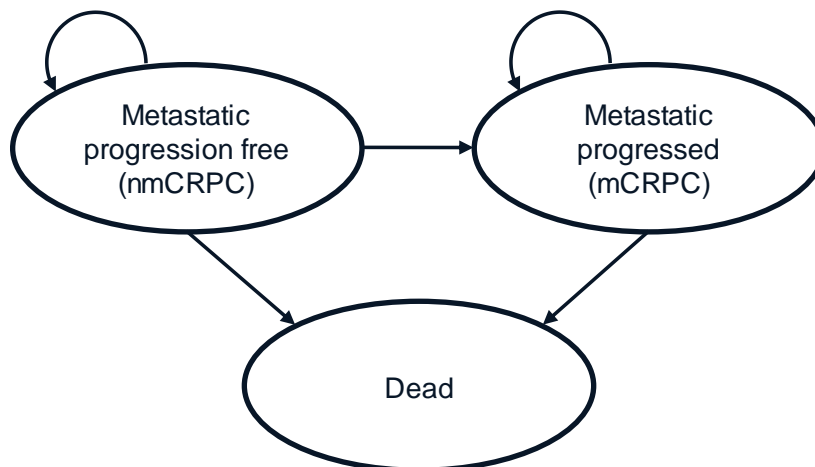 Metastatic
progression free
(nmCRPC)
Metastatic
progressed
(mCRPC)
Dead